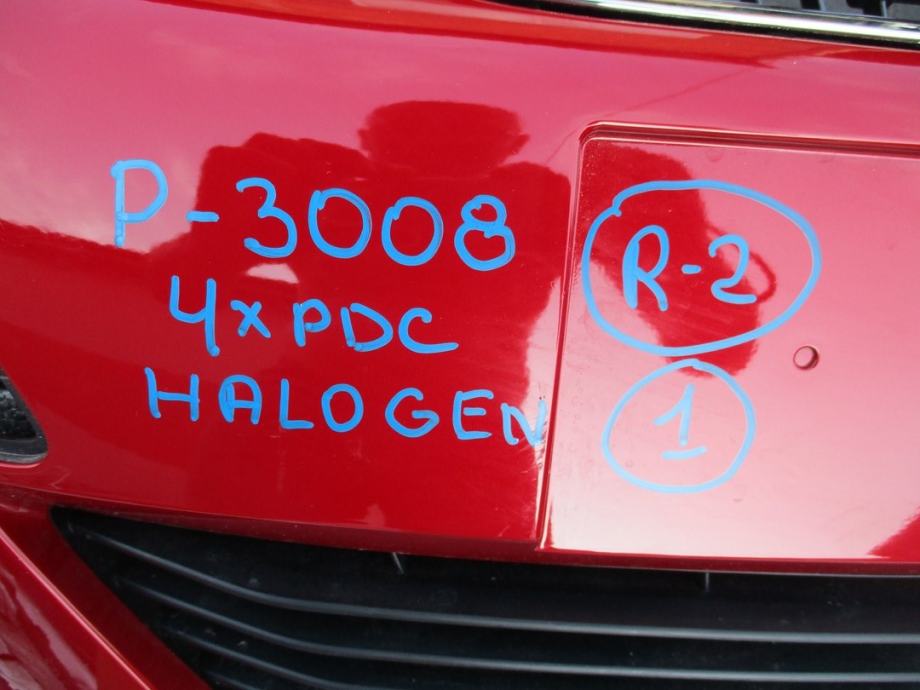 P-3008
4xPDC
HALOGEN
R-2
1